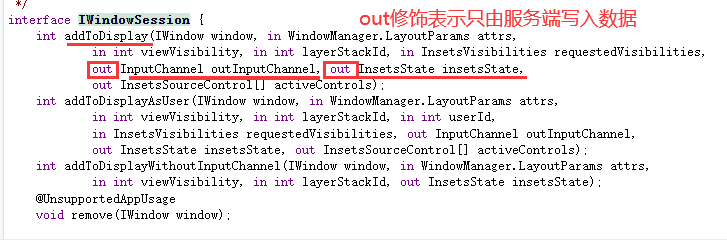 */
out修饰表示只由服务端写入数据
interface IWindowSession {
int addToDisplay(IWindow window, in WindowManager.LayoutParams attrs,
in int viewVisibility, in int layerStackId, in InsetsVisibilities requestedVisibilities,
out InputChannel outInputChannel, out InsetsState insetsState,
out InsetsSourceControl[] activeControls);
int addToDisplayAsUser(IWindow window, in WindowManager.LayoutParams attrs,
in int viewVisibility, in int layerStackId, in int userId,
in InsetsVisibilities requestedVisibilities, out InputChannel outInputChannel,
out InsetsState insetsState, out InsetsSourceControl[] activeControls);
int addToDisplayWithoutInputChannel(IWindow window, in WindowManager.LayoutParams attrs,
in int viewVisibility, in int layerStackId, out InsetsState insetsState);
@UnsupportedAppUsage
void remove(IWindow window);